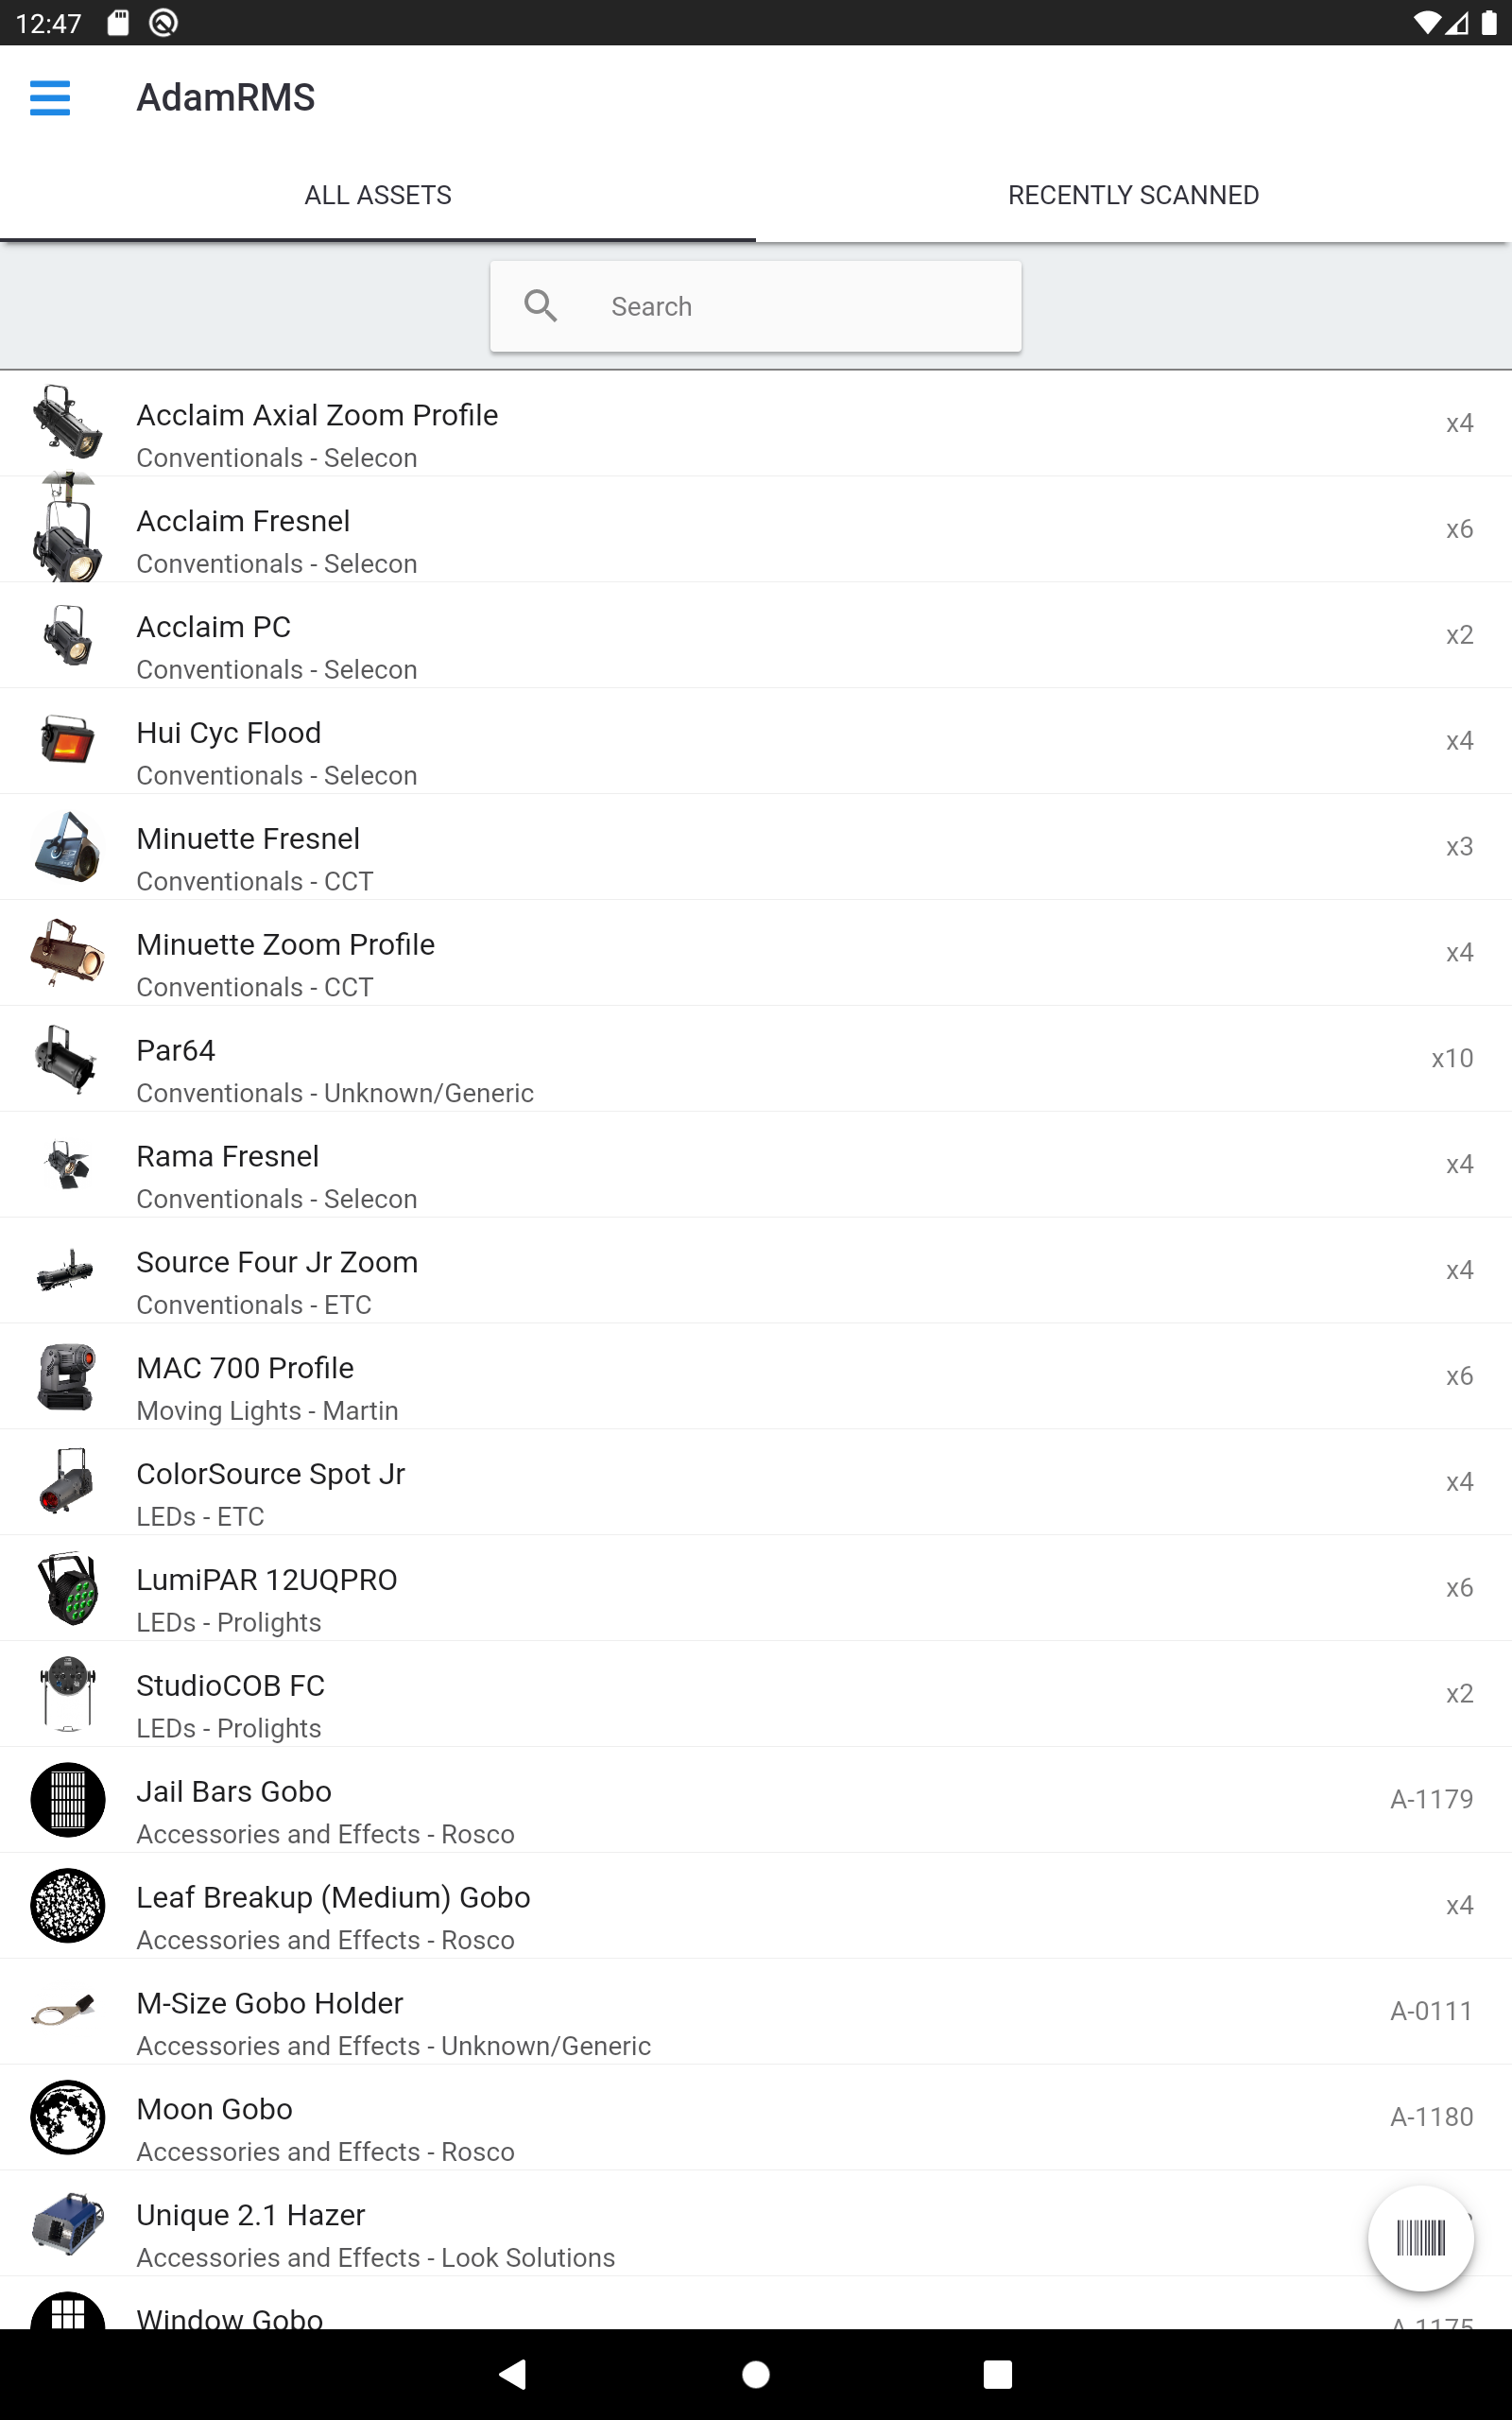 12:47
AdamRMS
ALL ASSETS
RECENTLY SCANNED
Search
Acclaim Axial Zoom Profile
x4
Conventionals - Selecon
Acclaim Fresnel
x6
Conventionals - Selecon
Acclaim PC
x2
Conventionals - Selecon
Hui Cyc Flood
x4
Conventionals - Selecon
Minuette Fresnel
x3
Conventionals - CCT
Minuette Zoom Profile
x4
Conventionals - CCT
Par64
x10
Conventionals - Unknown/Generic
Rama Fresnel
x4
Conventionals - Selecon
Source Four Jr Zoom
x4
Conventionals - ETC
MAC 700 Profile
x6
Moving Lights - Martin
ColorSource Spot Jr
x4
LEDs - ETC
LumiPAR 12UQPRO
x6
LEDs - Prolights
StudioCOB FC
x2
LEDs - Prolights
Jail Bars Gobo
A-1179
Accessories and Effects - Rosco
Leaf Breakup (Medium) Gobo
x4
Accessories and Effects - Rosco
M-Size Gobo Holder
A-0111
Accessories and Effects - Unknown/Generic
Moon Gobo
A-1180
Accessories and Effects - Rosco
Unique 2.1 Hazer
Accessories and Effects - Look Solutions
Window Gobo
A-1175